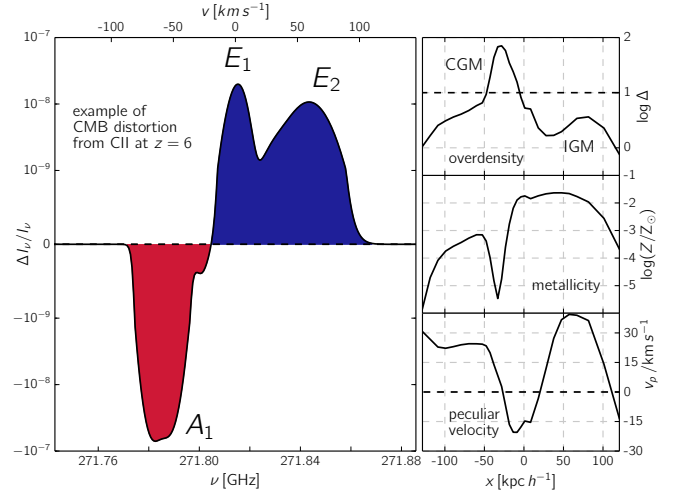 v [km s⁻¹]
-100 -50 0 50 100
10⁻⁷
10⁻⁸
10⁻⁹
0
-10⁻⁹
-10⁻⁸
-10⁻⁷
Δ Iν/Iν
E₁
E₂
A₁
example of
CMB distortion
from CII at z = 6
271.76 271.80 271.84 271.88
ν [GHz]
CGM
IGM
overdensity
2
1
0
log Δ
metallicity
-1
-2
-3
-4
-5
log(Z/Z⊙)
peculiar
velocity
30
15
0
-15
-30
vₚ /km s⁻¹
-100 -50 0 50 100
x [kpc h⁻¹]